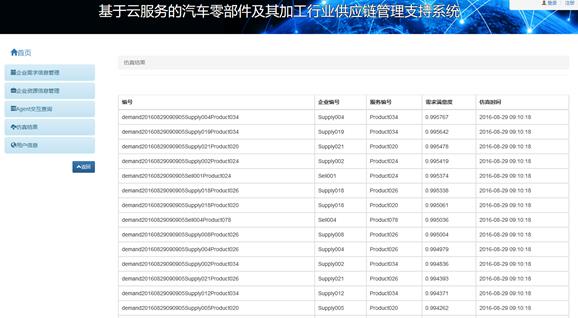 基于云服务的汽车零部件及其加工行业供应链管理支持系统
登录 注册
首页
企业需求信息管理
企业资源信息管理
Agent交互查询
仿真结果
用户信息
返回
仿真结果
编号 企业编号 服务编号 需求满意度 仿真时间
demand20160829090905Supply004Product034 Supply004 Product034 0.995767 2016-08-29 09:10:18
demand20160829090905Supply019Product034 Supply019 Product034 0.995642 2016-08-29 09:10:18
demand20160829090905Supply021Product020 Supply021 Product020 0.995478 2016-08-29 09:10:18
demand20160829090905Supply002Product024 Supply002 Product024 0.995419 2016-08-29 09:10:18
demand20160829090905Sell001Product024 Sell001 Product024 0.995374 2016-08-29 09:10:18
demand20160829090905Supply018Product026 Supply018 Product026 0.995338 2016-08-29 09:10:18
demand20160829090905Supply018Product020 Supply018 Product020 0.995061 2016-08-29 09:10:18
demand20160829090905Sell004Product078 Sell004 Product078 0.995036 2016-08-29 09:10:18
demand20160829090905Supply008Product026 Supply008 Product026 0.995004 2016-08-29 09:10:18
demand20160829090905Supply004Product026 Supply004 Product026 0.994979 2016-08-29 09:10:18
demand20160829090905Supply002Product034 Supply002 Product034 0.994836 2016-08-29 09:10:18
demand20160829090905Supply021Product026 Supply021 Product026 0.994393 2016-08-29 09:10:18
demand20160829090905Supply012Product034 Supply012 Product034 0.994371 2016-08-29 09:10:18
demand20160829090905Supply005Product020 Supply005 Product020 0.994262 2016-08-29 09:10:18